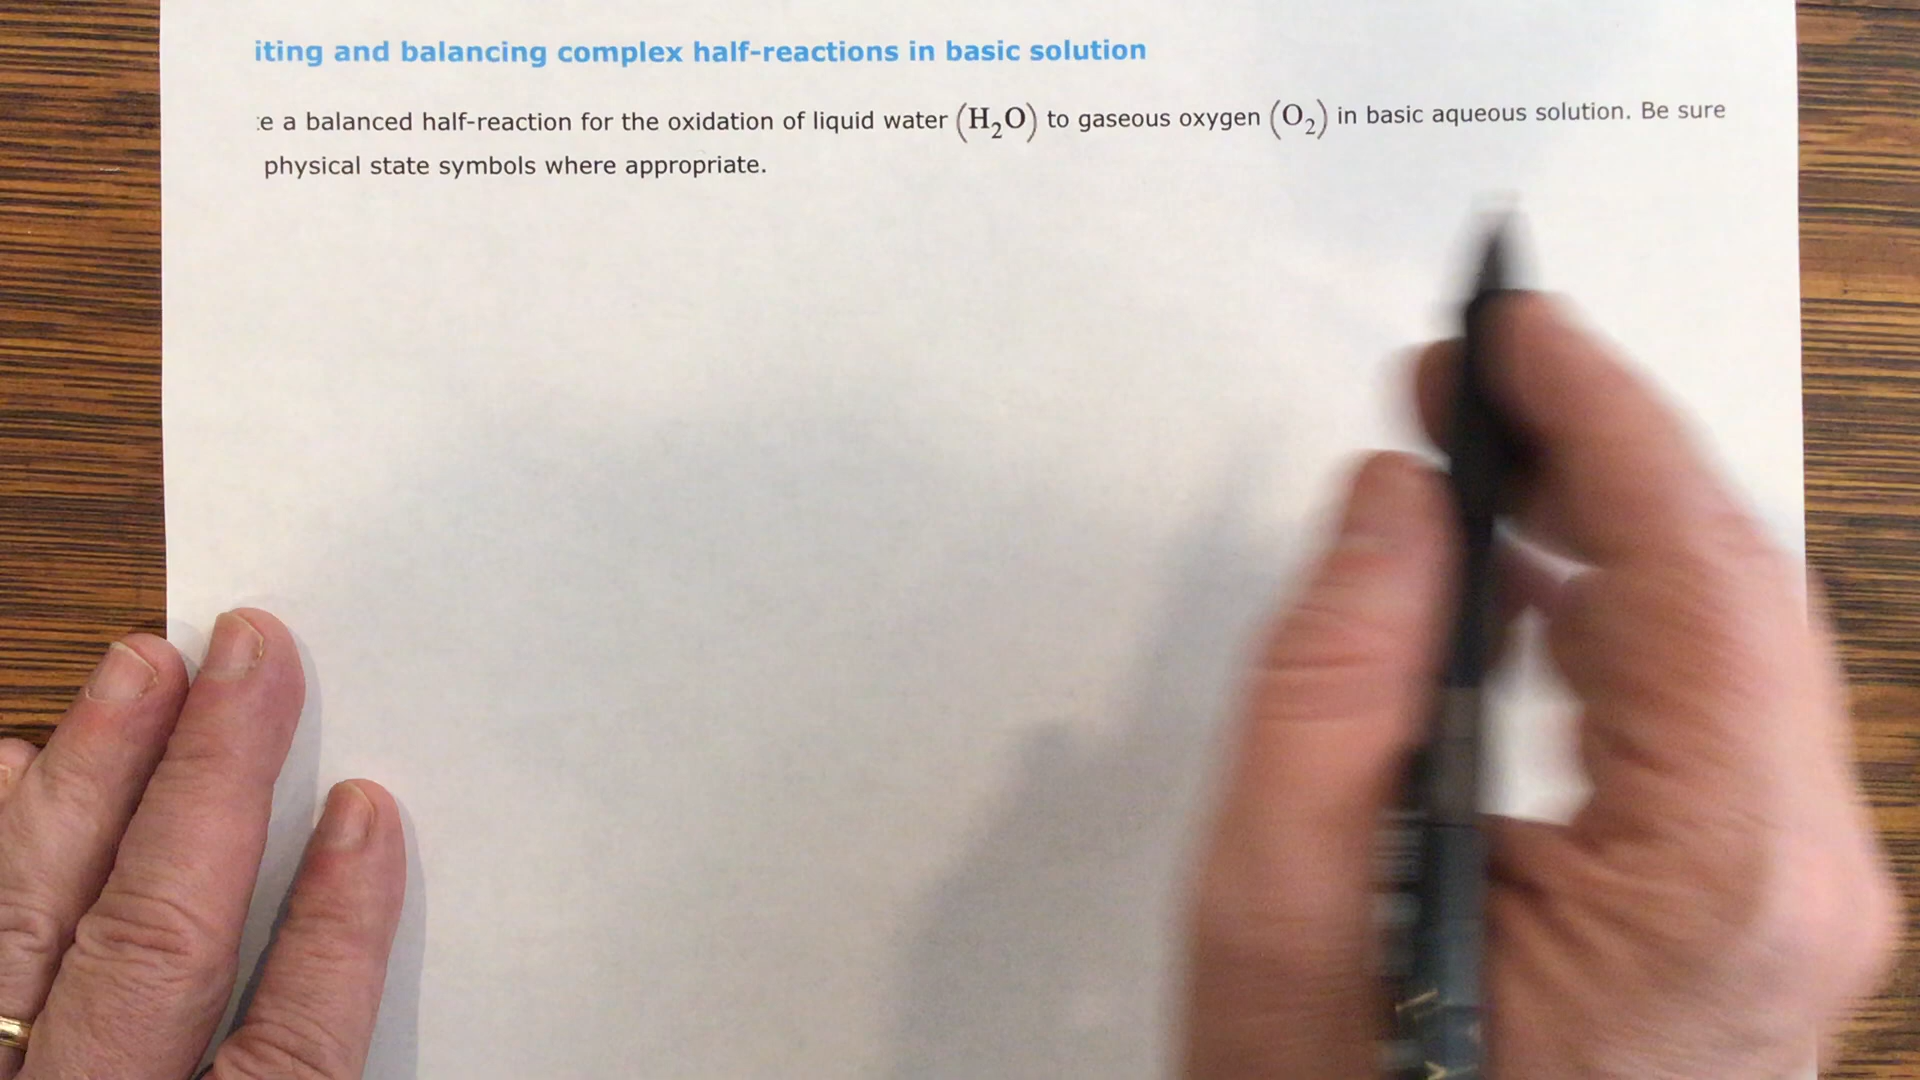 iting and balancing complex half-reactions in basic solution
:e a balanced half-reaction for the oxidation of liquid water (H₂O) to gaseous oxygen (O₂) in basic aqueous solution. Be sure
physical state symbols where appropriate.